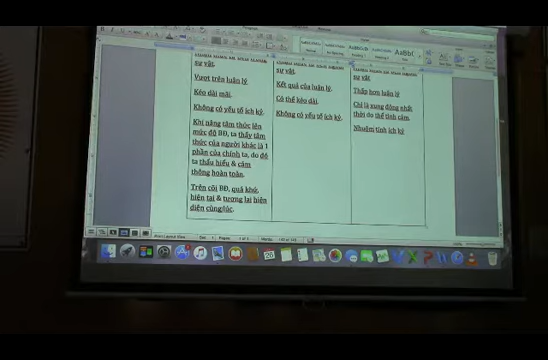 sự vật.
Vượt trên luân lý
Kéo dài mãi.
Không có yếu tố ích kỷ.
Khi nâng tâm thức lên
mức độ BĐ, ta thấy tâm
thức của người khác là 1
phần của chính ta, do đó
ta thấu hiểu & cảm
thông hoàn toàn.
Trên cõi BĐ, quá khứ,
hiện tại & tương lai hiện
diện cùng lúc.
sự vật.
Kết quả của luân lý.
Có thể kéo dài.
Không có yếu tố ích kỷ.
sự vật
Thấp hơn luân lý
Chỉ là xung động nhất
thời do thể tình cảm.
Nhuốm tính ích kỷ